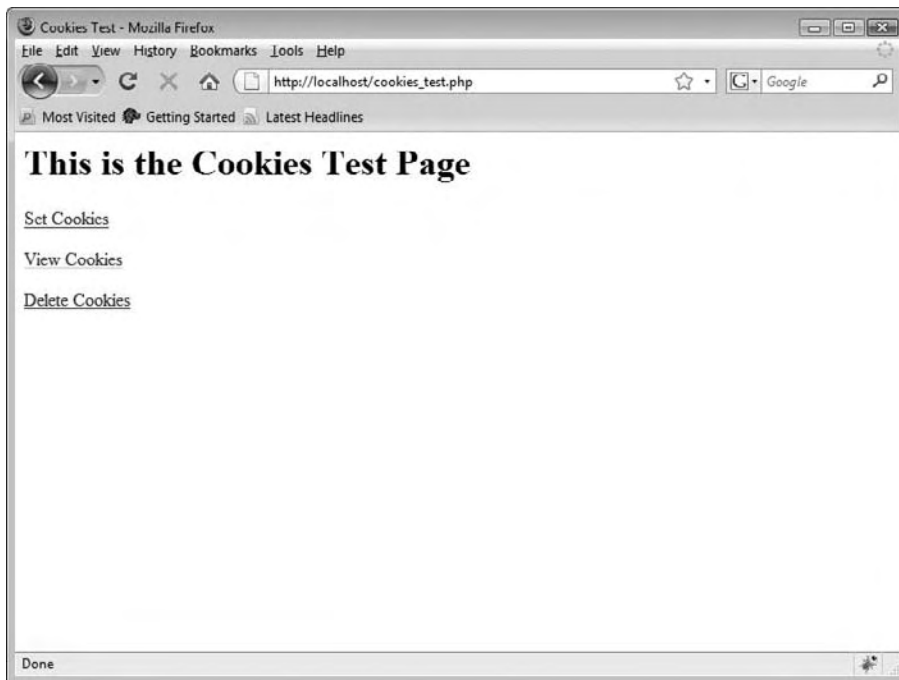 Cookies Test - Mozilla Firefox
File Edit View History Bookmarks Tools Help
http://localhost/cookies_test.php
G Google
Most Visited Getting Started Latest Headlines
This is the Cookies Test Page
Set Cookies
View Cookies
Delete Cookies
Done